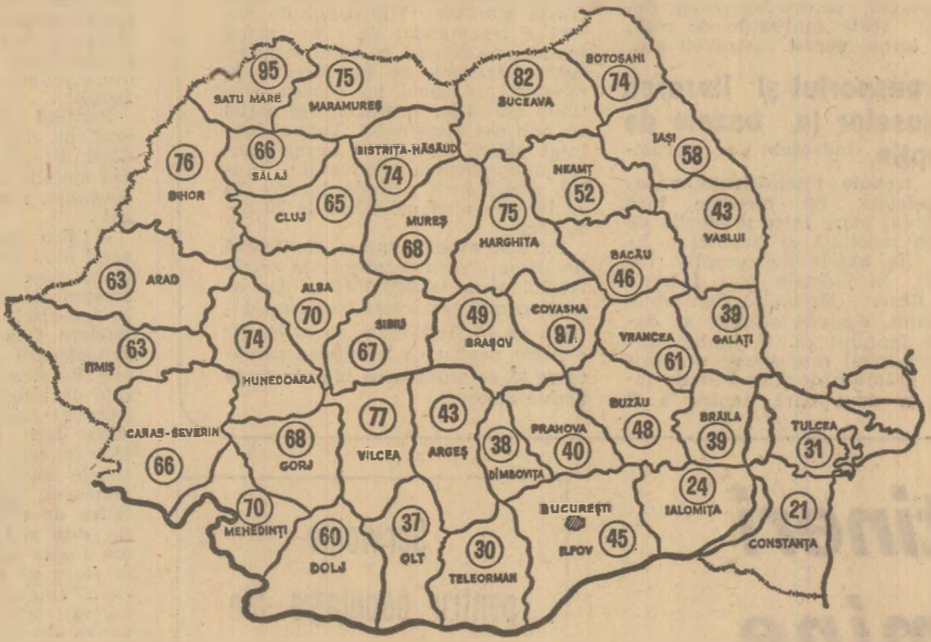 95
SATU MARE
75
MARAMUREȘ
82
SUCEAVA
BOTOȘANI
74
76
BIHOR
66
SĂLAJ
65
CLUJ
BISTRIȚA-NĂSĂUD
74
MUREȘ
68
75
HARGHITA
NEAMȚ
52
IAȘI
58
43
VASLUI
BACĂU
46
63 ARAD
63
TIMIȘ
74
HUNEDOARA
ALBA
70
SIBIU
67
49
BRAȘOV
COVASNA
97
VRANCEA
61
39
GALAȚI
CARAȘ-SEVERIN
66
68
GORJ
77
VÎLCEA
43
ARGEȘ
38
DÎMBOVIȚA
PRAHOVA
40
BUZĂU
48
BRĂILA
39
TULCEA
31
70
MEHEDINȚI
60
DOLJ
37
OLT
30
TELEORMAN
BUCUREȘTI
ILFOV 45
24
IALOMIȚA
21
CONSTANȚA